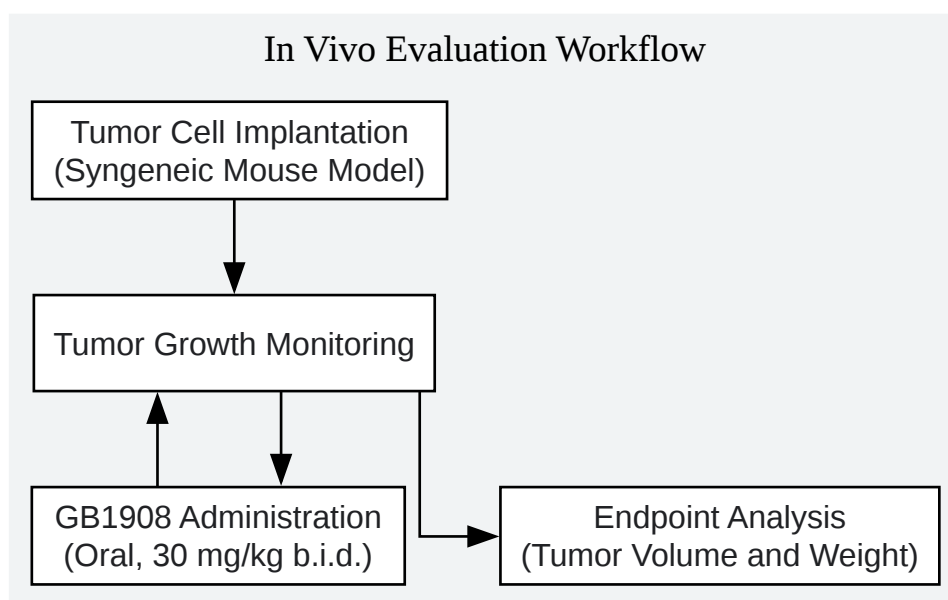 In Vivo Evaluation Workflow
Tumor Cell Implantation
(Syngeneic Mouse Model)
Tumor Growth Monitoring
GB1908 Administration
(Oral, 30 mg/kg b.i.d.)
Endpoint Analysis
(Tumor Volume and Weight)